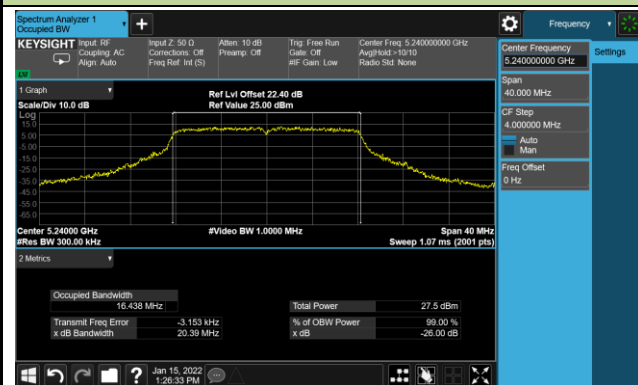 Spectrum Analyzer 1
Occupied BW
Frequency
KEYSIGHT Input: RF
Coupling: AC
Align: Auto
Input Z: 50 Ω
Corrections: Off
Freq Ref: Int (S)
Atten: 10 dB
Preamp: Off
Trig: Free Run
Gate: Off
#IF Gain: Low
Center Freq: 5.240000000 GHz
Avg|Hold:>10/10
Radio Std: None
Center Frequency
5.240000000 GHz
Settings
Span
40.000 MHz
CF Step
4.000000 MHz
Auto
Man
Freq Offset
0 Hz
1 Graph
Scale/Div 10.0 dB
Ref Lvl Offset 22.40 dB
Ref Value 25.00 dBm
Log
15.0
5.00
-5.00
-15.0
-25.0
-35.0
-45.0
-55.0
-65.0
Center 5.24000 GHz
#Res BW 300.00 kHz
#Video BW 1.0000 MHz
Span 40 MHz
Sweep 1.07 ms (2001 pts)
2 Metrics
Occupied Bandwidth
16.438 MHz
Total Power 27.5 dBm
Transmit Freq Error -3.153 kHz
% of OBW Power 99.00 %
x dB Bandwidth 20.39 MHz
x dB -26.00 dB
Jan 15, 2022
1:26:33 PM